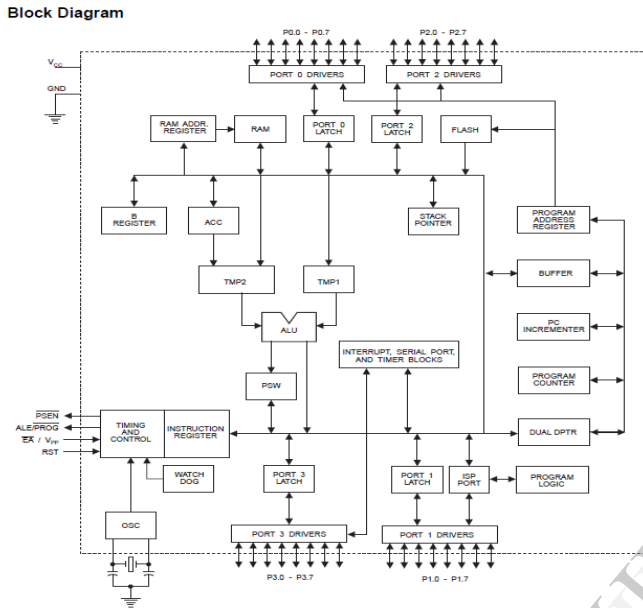 Block Diagram
P0.0 - P0.7
P2.0 - P2.7
VCC
GND
PORT 0 DRIVERS
PORT 2 DRIVERS
RAM ADDR.
REGISTER
RAM
PORT 0
LATCH
PORT 2
LATCH
FLASH
B
REGISTER
ACC
STACK
POINTER
PROGRAM
ADDRESS
REGISTER
TMP2
TMP1
BUFFER
ALU
PC
INCREMENTER
INTERRUPT, SERIAL PORT,
AND TIMER BLOCKS
PSW
PROGRAM
COUNTER
PSEN
ALE/PROG
EA / VPP
RST
TIMING
AND
CONTROL
INSTRUCTION
REGISTER
DUAL DPTR
WATCH
DOG
PORT 3
LATCH
PORT 1
LATCH
ISP
PORT
PROGRAM
LOGIC
OSC
PORT 3 DRIVERS
PORT 1 DRIVERS
P3.0 - P3.7
P1.0 - P1.7